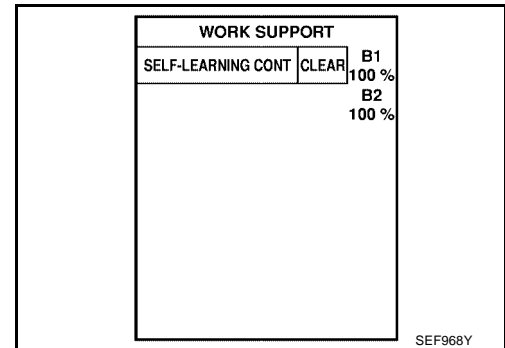 WORK SUPPORT
SELF-LEARNING CONT CLEAR B1
100 %
B2
100 %
SEF968Y